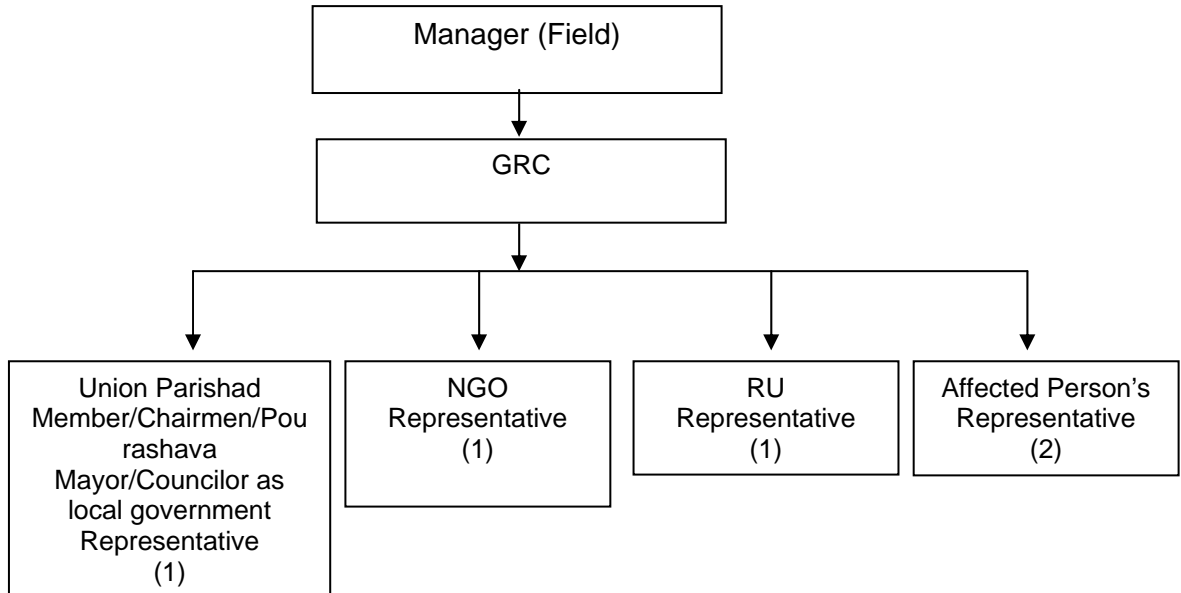 Manager (Field)
GRC
Union Parishad
Member/Chairmen/Pou
rashava
Mayor/Councilor as
local government
Representative
(1)
NGO
Representative
(1)
RU
Representative
(1)
Affected Person's
Representative
(2)